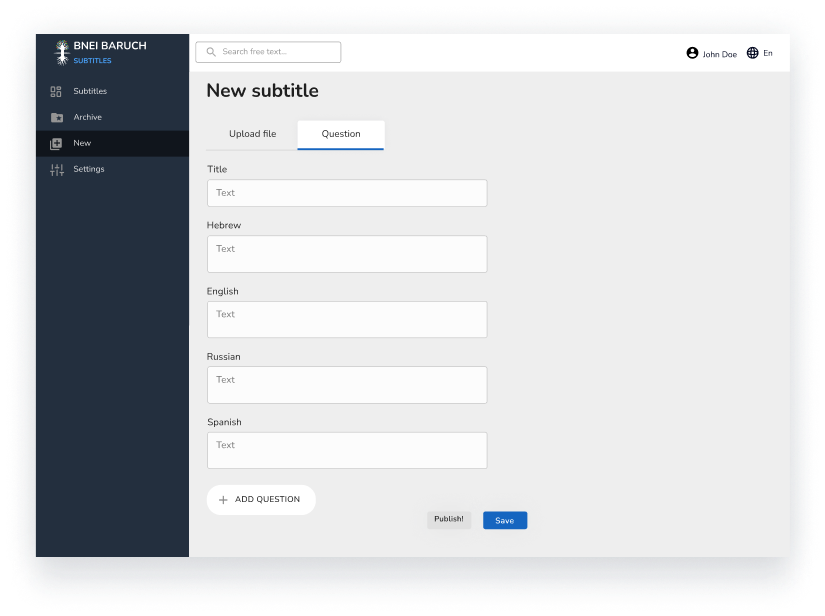 BNEI BARUCH
SUBTITLES
Search free text...
John Doe
En
Subtitles
Archive
New
Settings
New subtitle
Upload file
Question
Title
Text
Hebrew
Text
English
Text
Russian
Text
Spanish
Text
ADD QUESTION
Publish!
Save